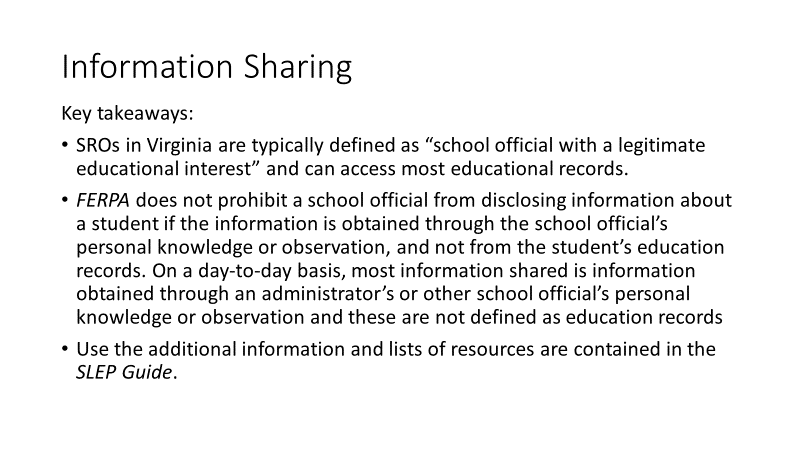 Information Sharing
Key takeaways:
• SROs in Virginia are typically defined as “school official with a legitimate
educational interest” and can access most educational records.
• FERPA does not prohibit a school official from disclosing information about
a student if the information is obtained through the school official’s
personal knowledge or observation, and not from the student’s education
records. On a day-to-day basis, most information shared is information
obtained through an administrator’s or other school official’s personal
knowledge or observation and these are not defined as education records
• Use the additional information and lists of resources are contained in the
SLEP Guide.